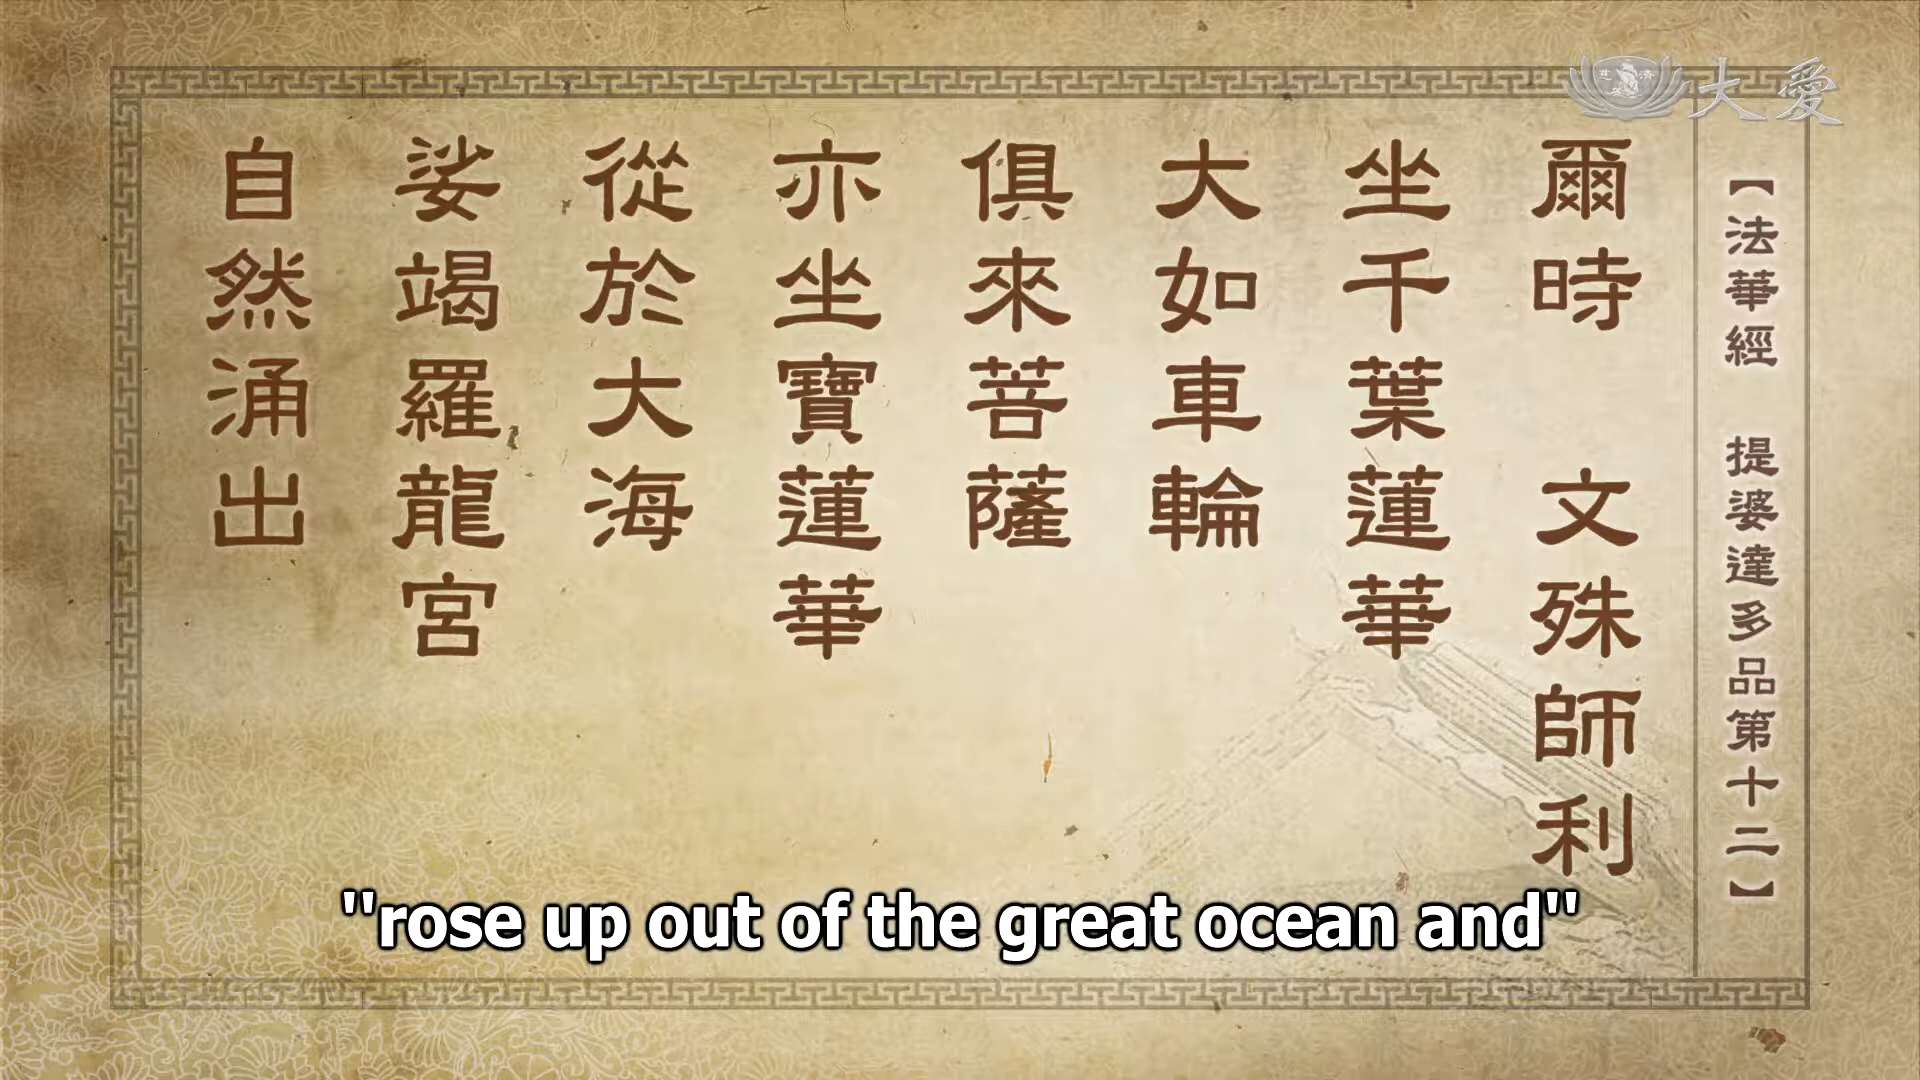 大愛
【法華經　提婆達多品第十二】
爾時　文殊師利
坐千葉蓮華
大如車輪
俱來菩薩
亦坐寶蓮華
從於大海
娑竭羅龍宮
自然涌出
"rose up out of the great ocean and"